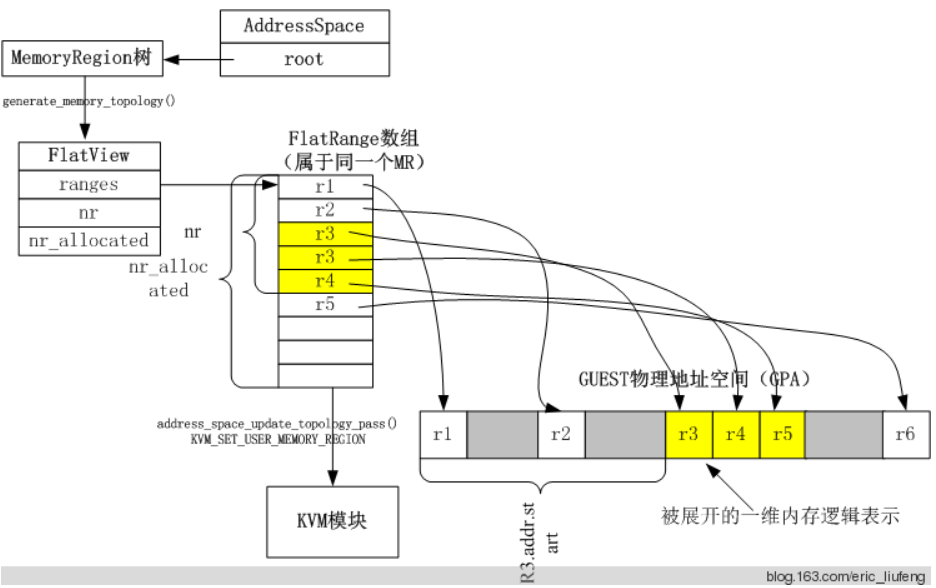 AddressSpace
root
MemoryRegion树
generate_memory_topology()
FlatView
ranges
nr
nr_allocated
FlatRange数组
（属于同一个MR）
r1
r2
r3
r3
r4
r5
nr
nr_alloc
ated
GUEST物理地址空间（GPA）
r1
r2
r3
r4
r5
r6
address_space_update_topology_pass()
KVM_SET_USER_MEMORY_REGION
KVM模块
R3.addr.st
art
被展开的一维内存逻辑表示
blog.163.com/eric_liufeng